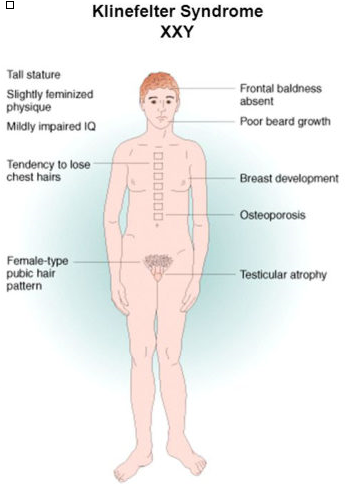 Klinefelter Syndrome
XXY
Tall stature
Slightly feminized
physique
Mildly impaired IQ
Tendency to lose
chest hairs
Female-type
pubic hair
pattern
Frontal baldness
absent
Poor beard growth
Breast development
Osteoporosis
Testicular atrophy